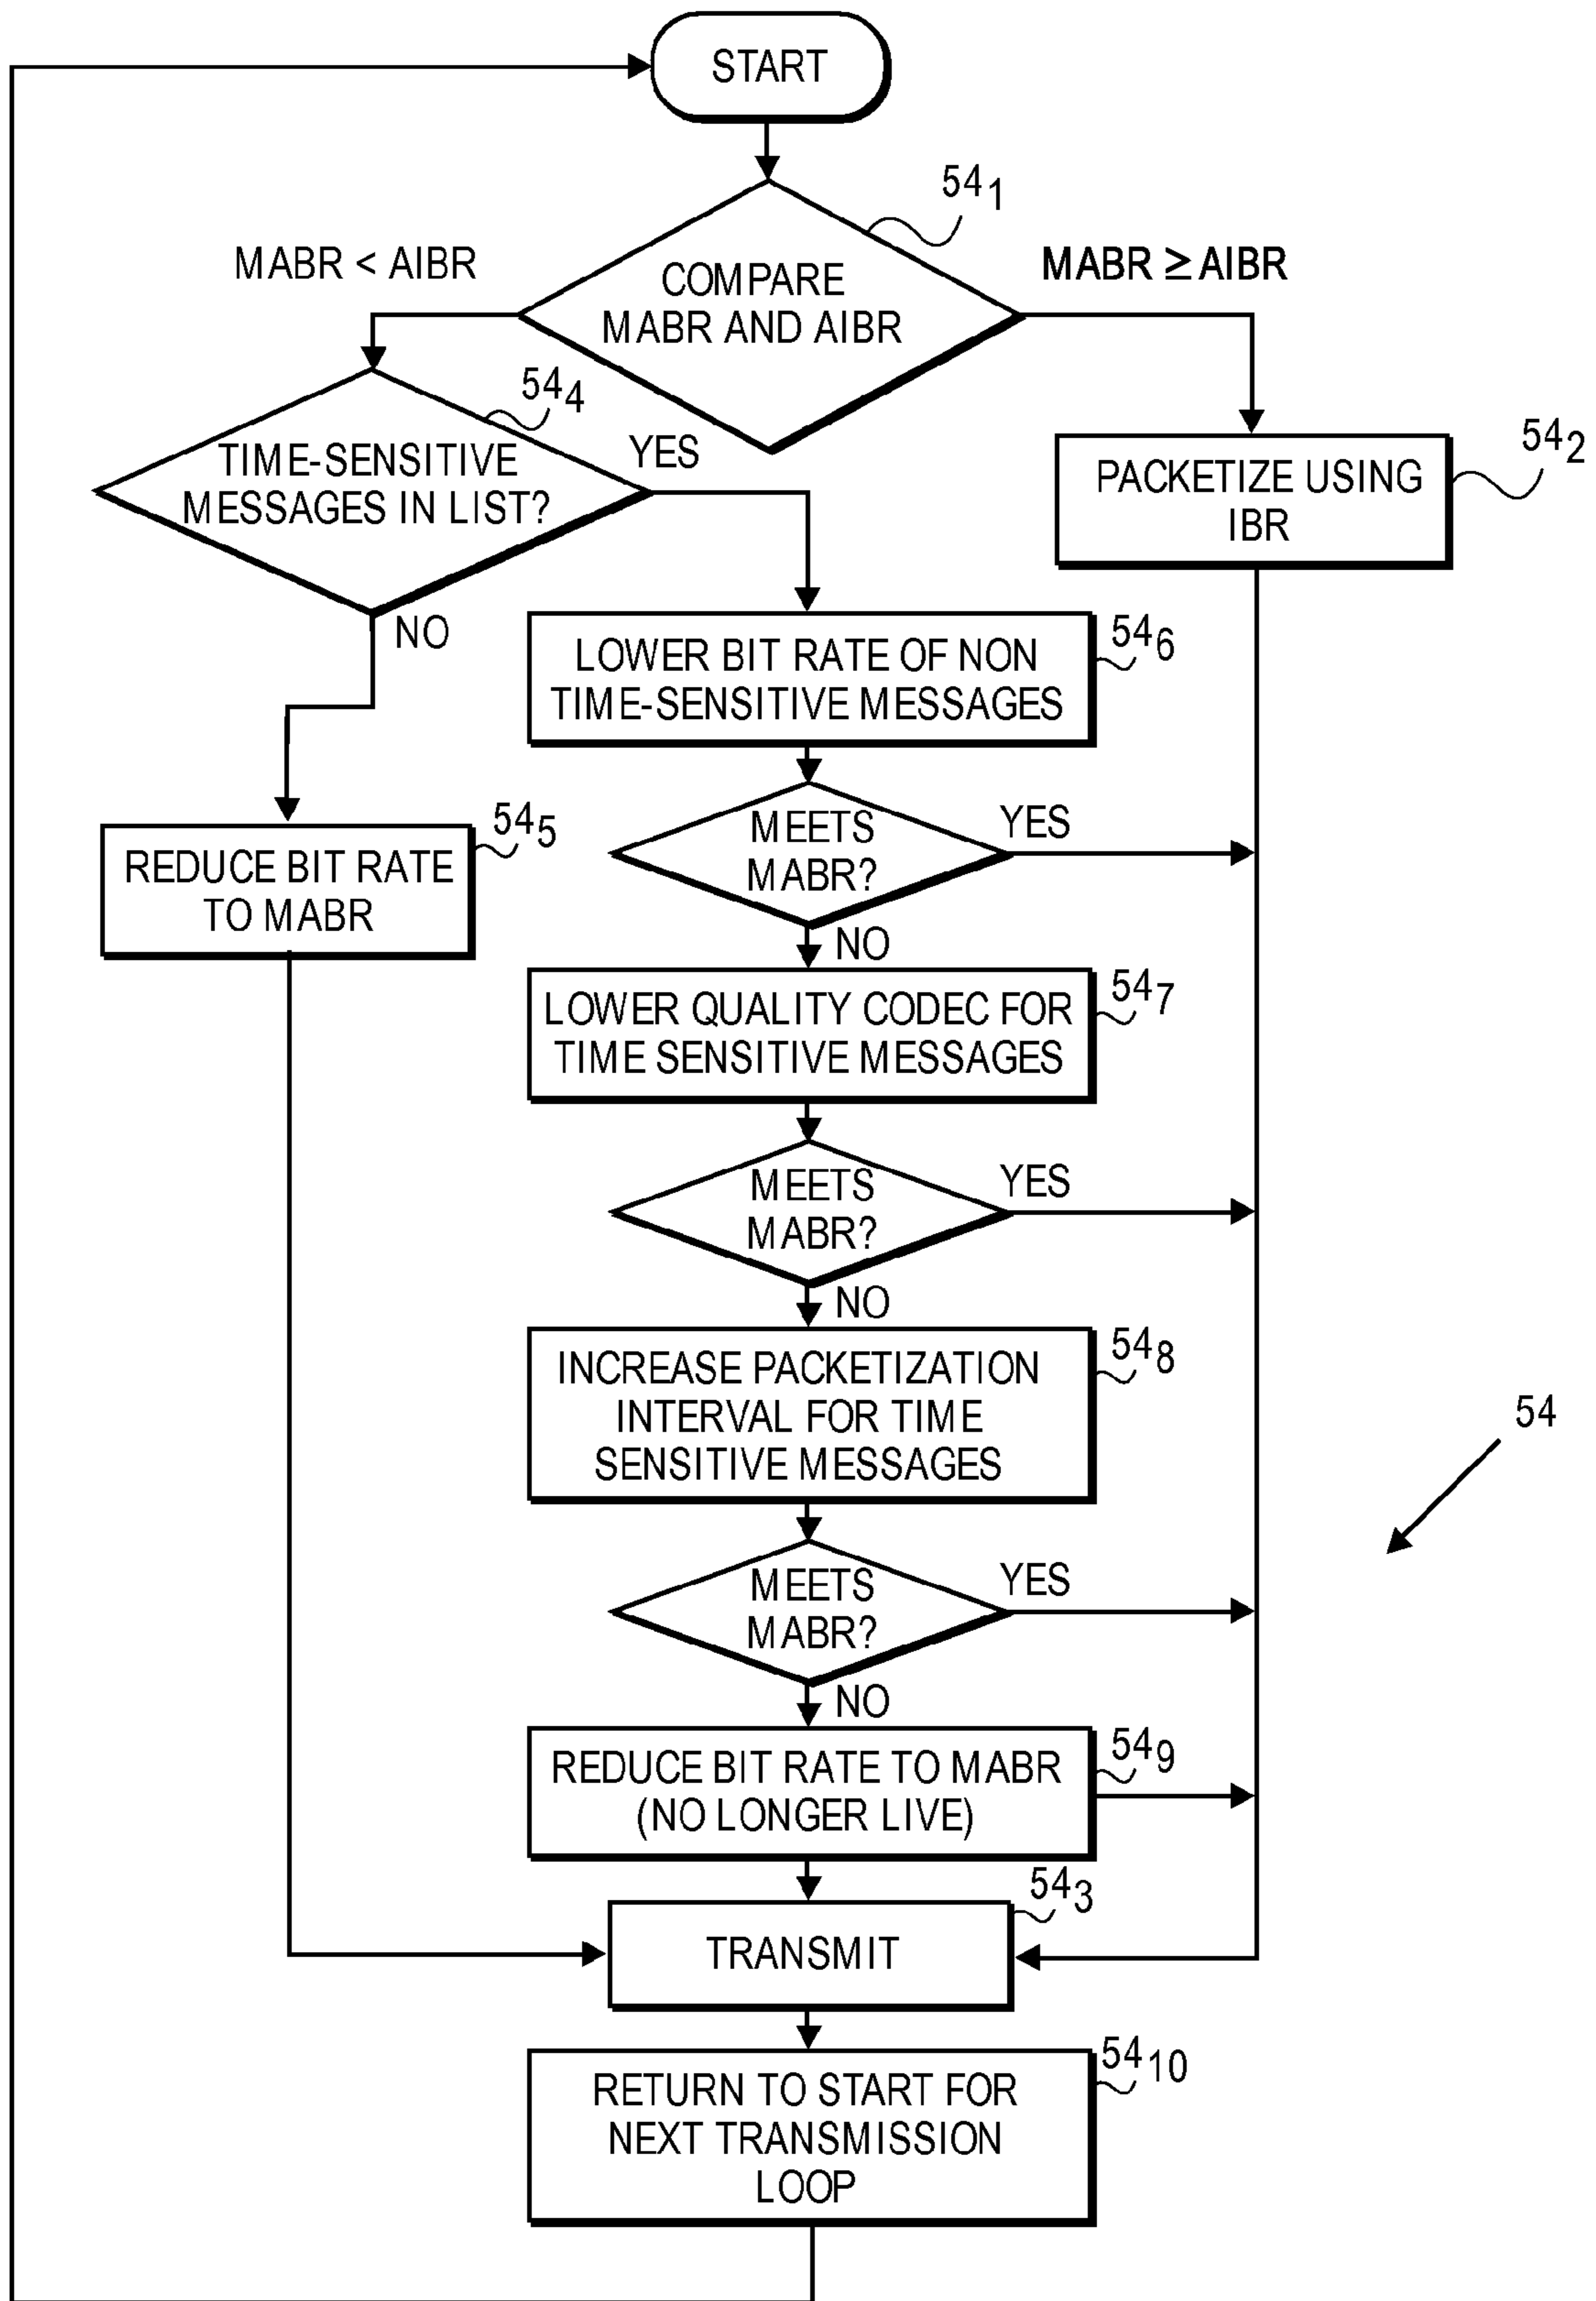 START
54₁
MABR < AIBR
COMPARE
MABR AND AIBR
MABR ≥ AIBR
54₄
TIME-SENSITIVE
MESSAGES IN LIST?
YES
54₂
PACKETIZE USING
IBR
NO
54₆
LOWER BIT RATE OF NON
TIME-SENSITIVE MESSAGES
54₅
REDUCE BIT RATE
TO MABR
MEETS
MABR?
YES
NO
54₇
LOWER QUALITY CODEC FOR
TIME SENSITIVE MESSAGES
MEETS
MABR?
YES
NO
54₈
INCREASE PACKETIZATION
INTERVAL FOR TIME
SENSITIVE MESSAGES
54
MEETS
MABR?
YES
NO
54₉
REDUCE BIT RATE TO MABR
(NO LONGER LIVE)
54₃
TRANSMIT
54₁₀
RETURN TO START FOR
NEXT TRANSMISSION
LOOP